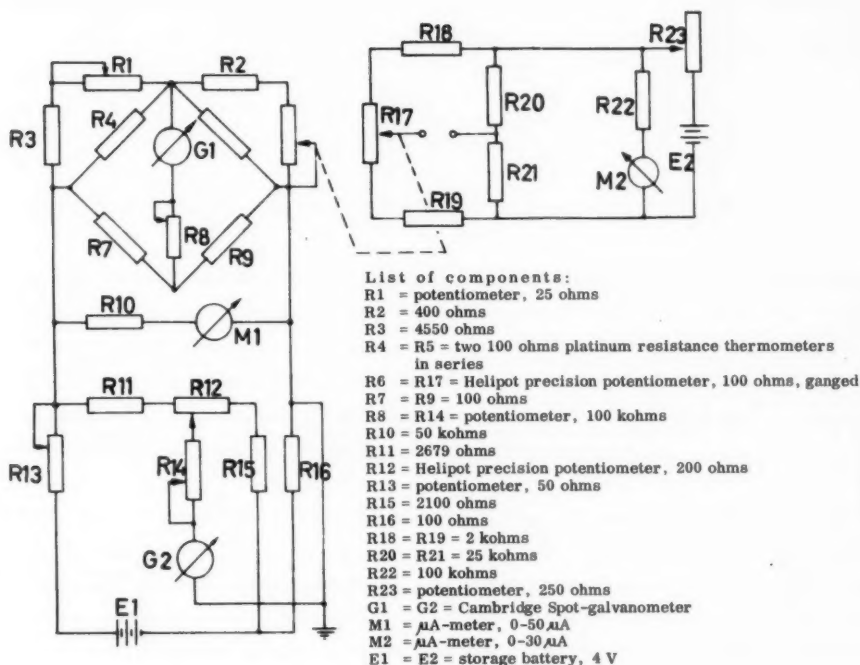 R1
R2
R3
R4
G1
R7
R8
R9
R10
M1
R11
R12
R13
R14
R15
R16
G2
E1
R18
R23
R17
R20
R22
R21
M2
E2
R19
List of components:
R1 = potentiometer, 25 ohms
R2 = 400 ohms
R3 = 4550 ohms
R4 = R5 = two 100 ohms platinum resistance thermometers
in series
R6 = R17 = Helipot precision potentiometer, 100 ohms, ganged
R7 = R9 = 100 ohms
R8 = R14 = potentiometer, 100 kohms
R10 = 50 kohms
R11 = 2679 ohms
R12 = Helipot precision potentiometer, 200 ohms
R13 = potentiometer, 50 ohms
R15 = 2100 ohms
R16 = 100 ohms
R18 = R19 = 2 kohms
R20 = R21 = 25 kohms
R22 = 100 kohms
R23 = potentiometer, 250 ohms
G1 = G2 = Cambridge Spot-galvanometer
M1 = μA-meter, 0-50μA
M2 = μA-meter, 0-30μA
E1 = E2 = storage battery, 4 V